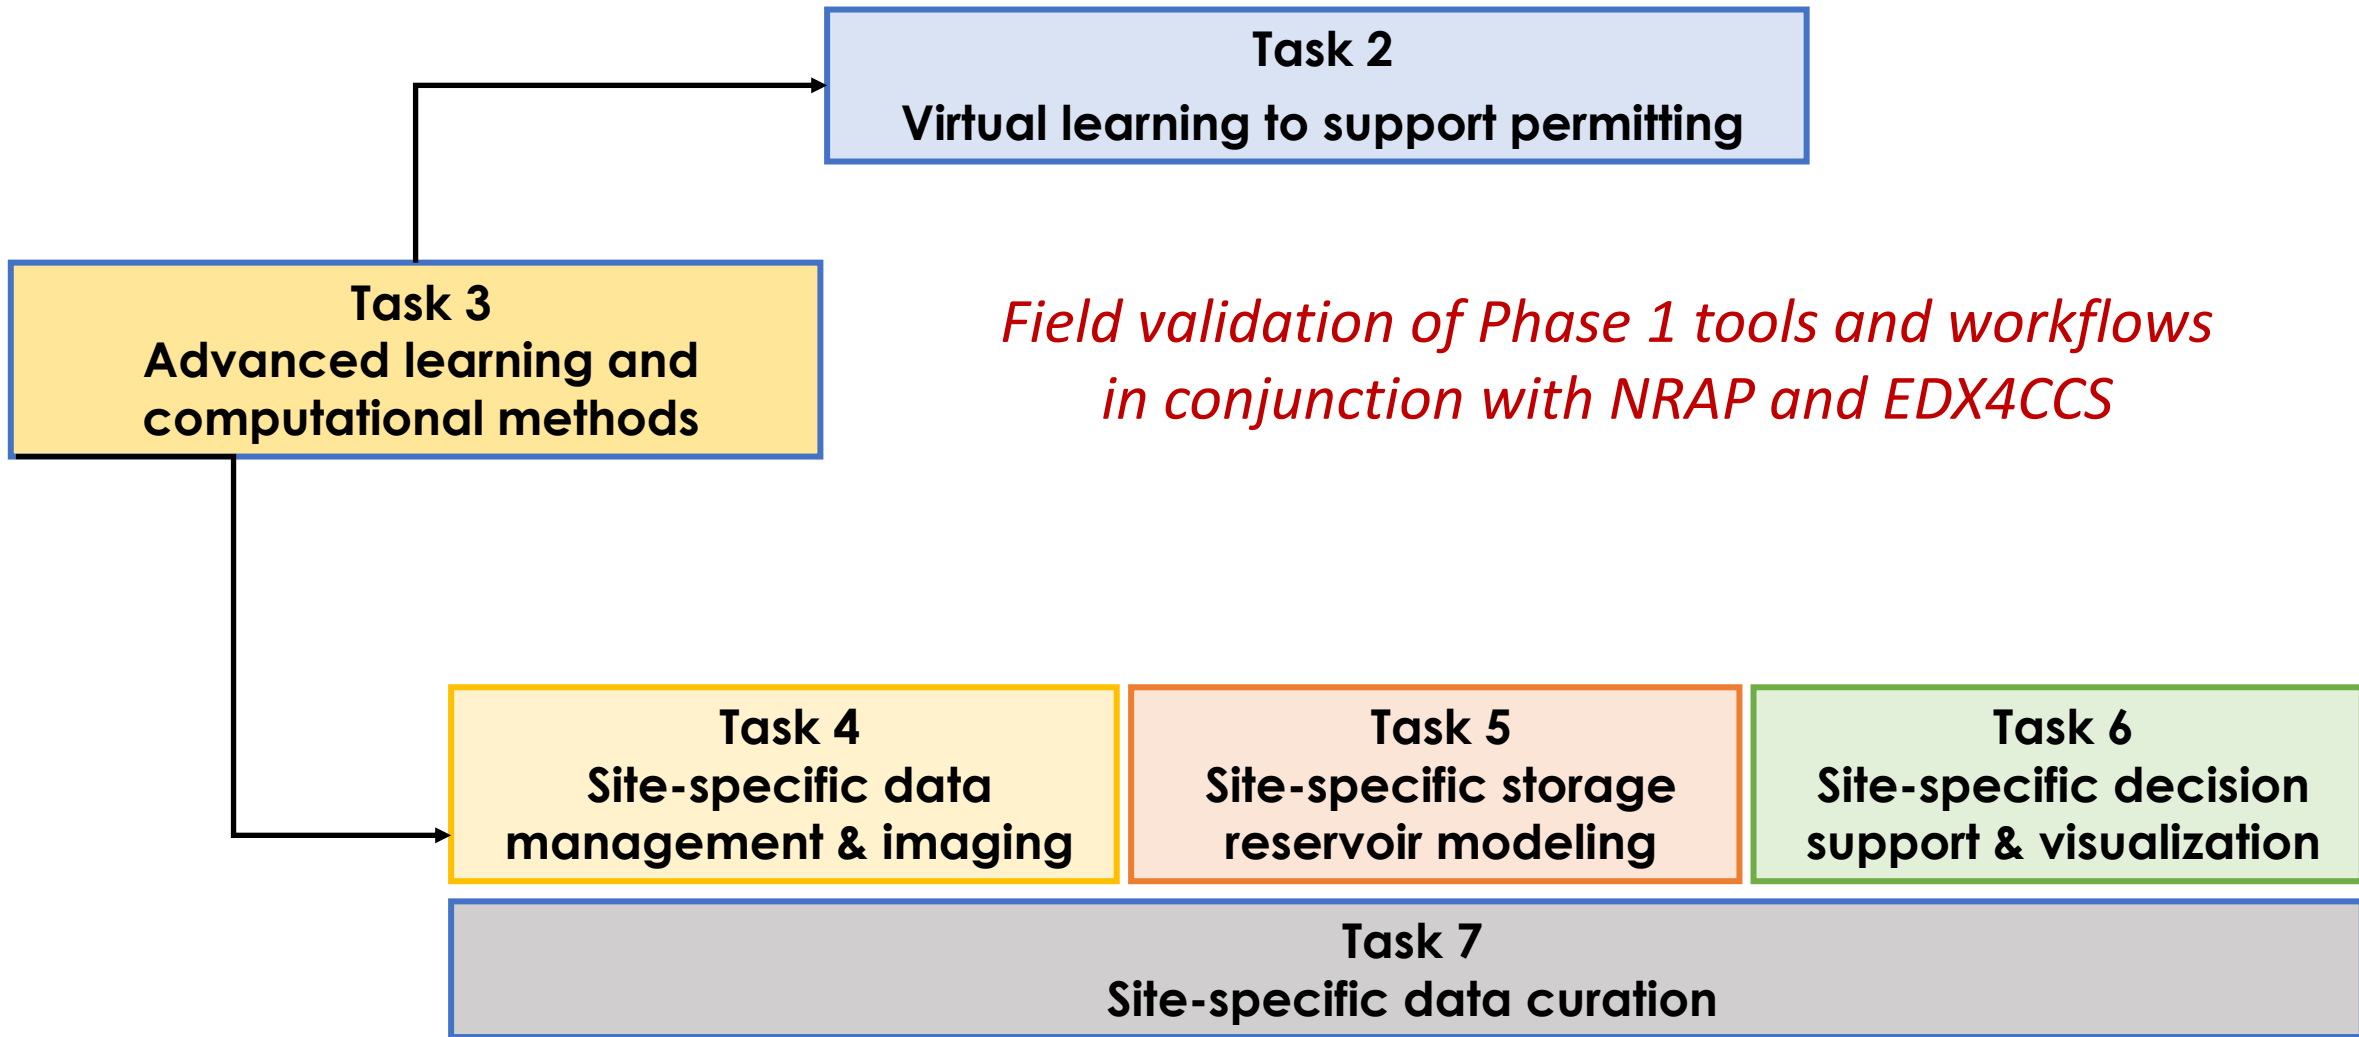 Task 2
Virtual learning to support permitting
Task 3
Advanced learning and
computational methods
Field validation of Phase 1 tools and workflows
in conjunction with NRAP and EDX4CCS
Task 4
Site-specific data
management & imaging
Task 5
Site-specific storage
reservoir modeling
Task 6
Site-specific decision
support & visualization
Task 7
Site-specific data curation